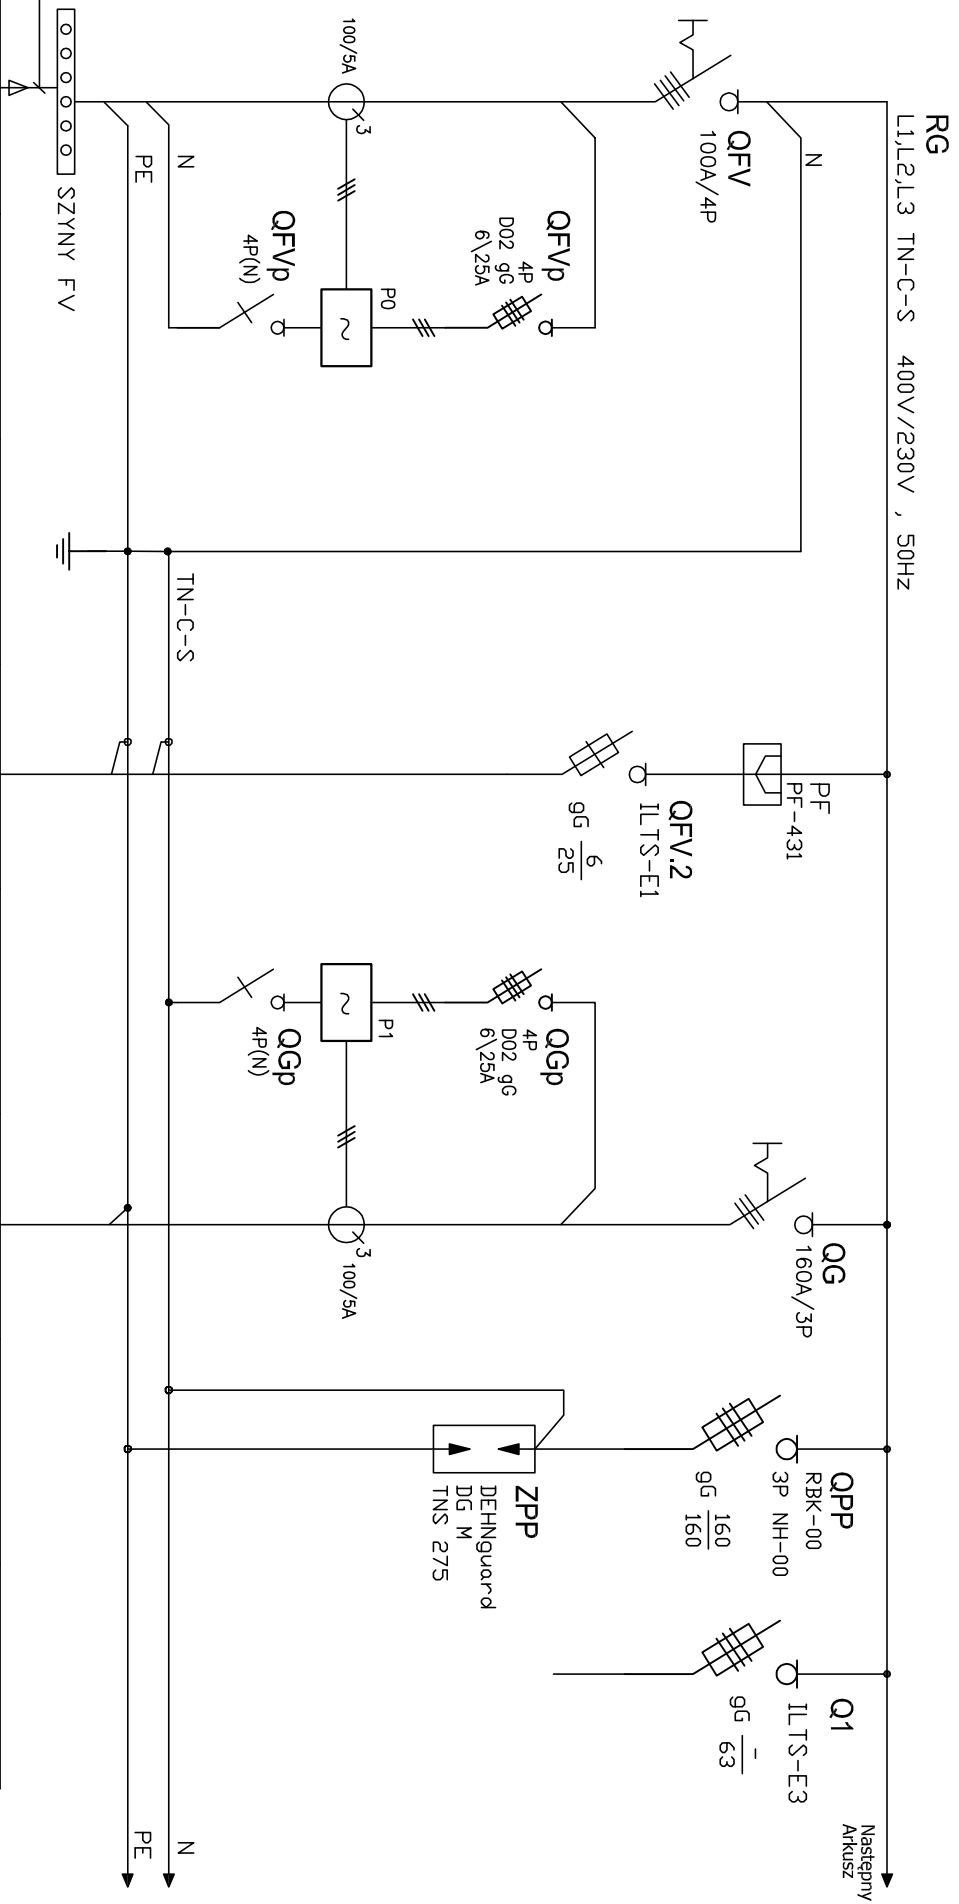 RG
L1,L2,L3 TN-C-S 400V/230V , 50Hz
QFV
100A/4P
N
100/5A
3
QFVp
4P
D02 gG
6\25A
P0
~
QFVp
4P(N)
N
PE
SZYNY FV
TN-C-S
PF
PF-431
QFV.2
ILTS-E1
gG 6
25
QGp
4P
D02 gG
6\25A
P1
~
QGp
4P(N)
QG
160A/3P
3
100/5A
QPP
RBK-00
3P NH-00
gG 160
160
ZPP
DEHNguard
DG M
TNS 275
Q1
ILTS-E3
gG -
63
Następny
Arkusz
N
PE